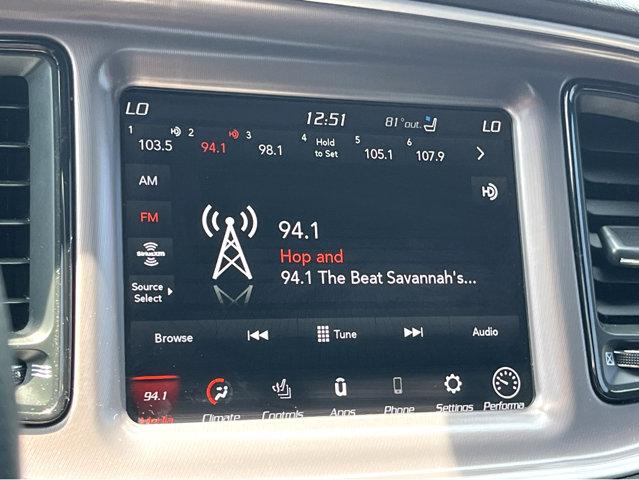 LO 12:51 81°out. LO
1 103.5 2 94.1 3 98.1 4 Hold to Set 5 105.1 6 107.9
AM
FM
SiriusXM
Source
Select
94.1
Hop and
94.1 The Beat Savannah's...
Browse Tune Audio
94.1
Media Climate Controls Apps Phone Settings Performa